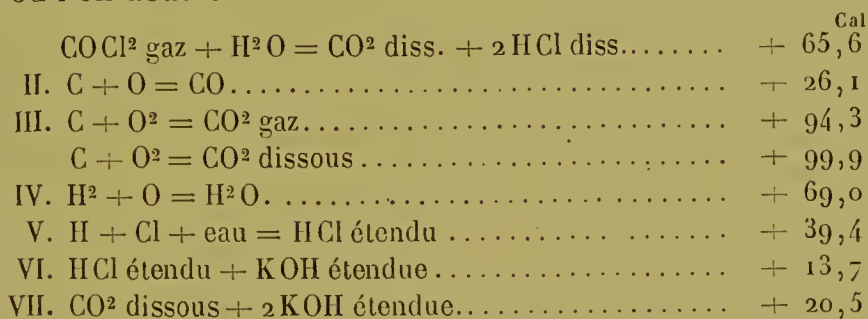 Cal
COCl² gaz + H²O = CO² diss. + 2HCl diss........ + 65,6
II. C + O = CO.................................. + 26,1
III. C + O² = CO² gaz............................. + 94,3
C + O² = CO² dissous......................... + 99,9
IV. H² + O = H²O................................ + 69,0
V. H + Cl + eau = HCl étendu................... + 39,4
VI. HCl étendu + KOH étendue.................... + 13,7
VII. CO² dissous + 2KOH étendue.................. + 20,5